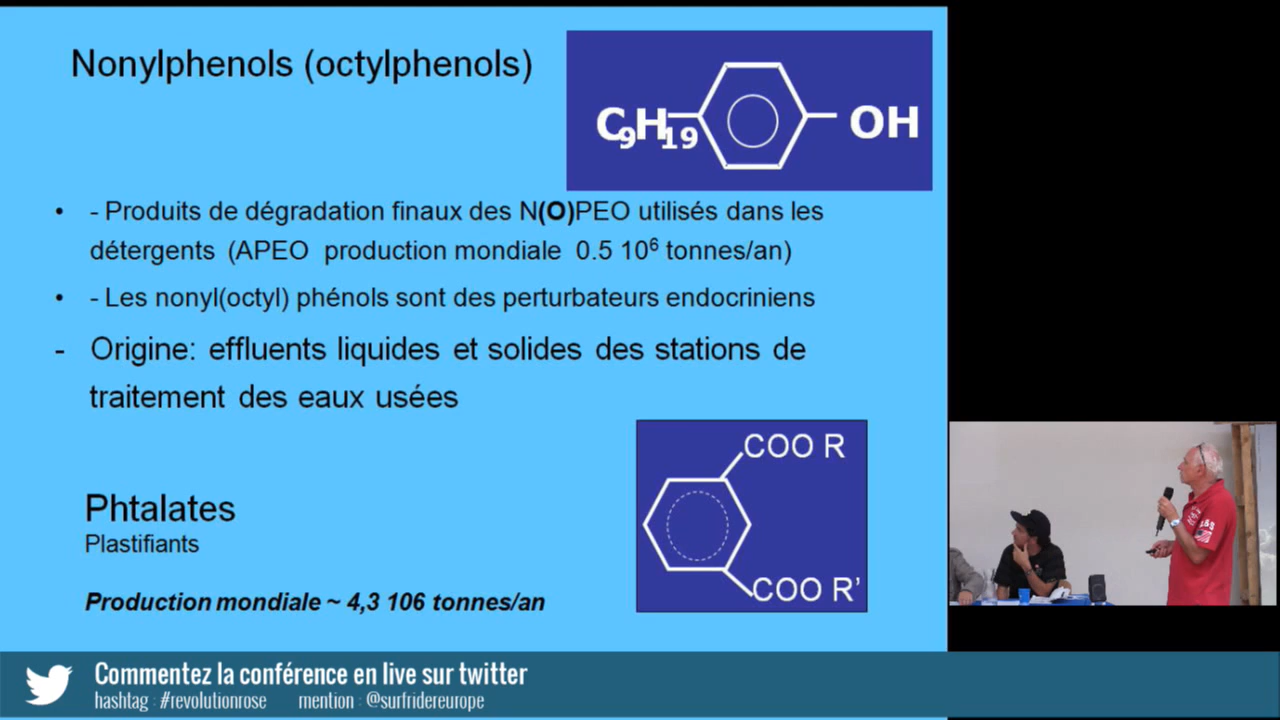 Nonylphenols (octylphenols)
C9H19 OH
• - Produits de dégradation finaux des N(O)PEO utilisés dans les
détergents (APEO production mondiale 0.5 10⁶ tonnes/an)
• - Les nonyl(octyl) phénols sont des perturbateurs endocriniens
- Origine: effluents liquides et solides des stations de
traitement des eaux usées
COO R
Phtalates
Plastifiants
COO R’
Production mondiale ~ 4,3 106 tonnes/an
Commentez la conférence en live sur twitter
hashtag : #revolutionrose mention : @surfridereurope